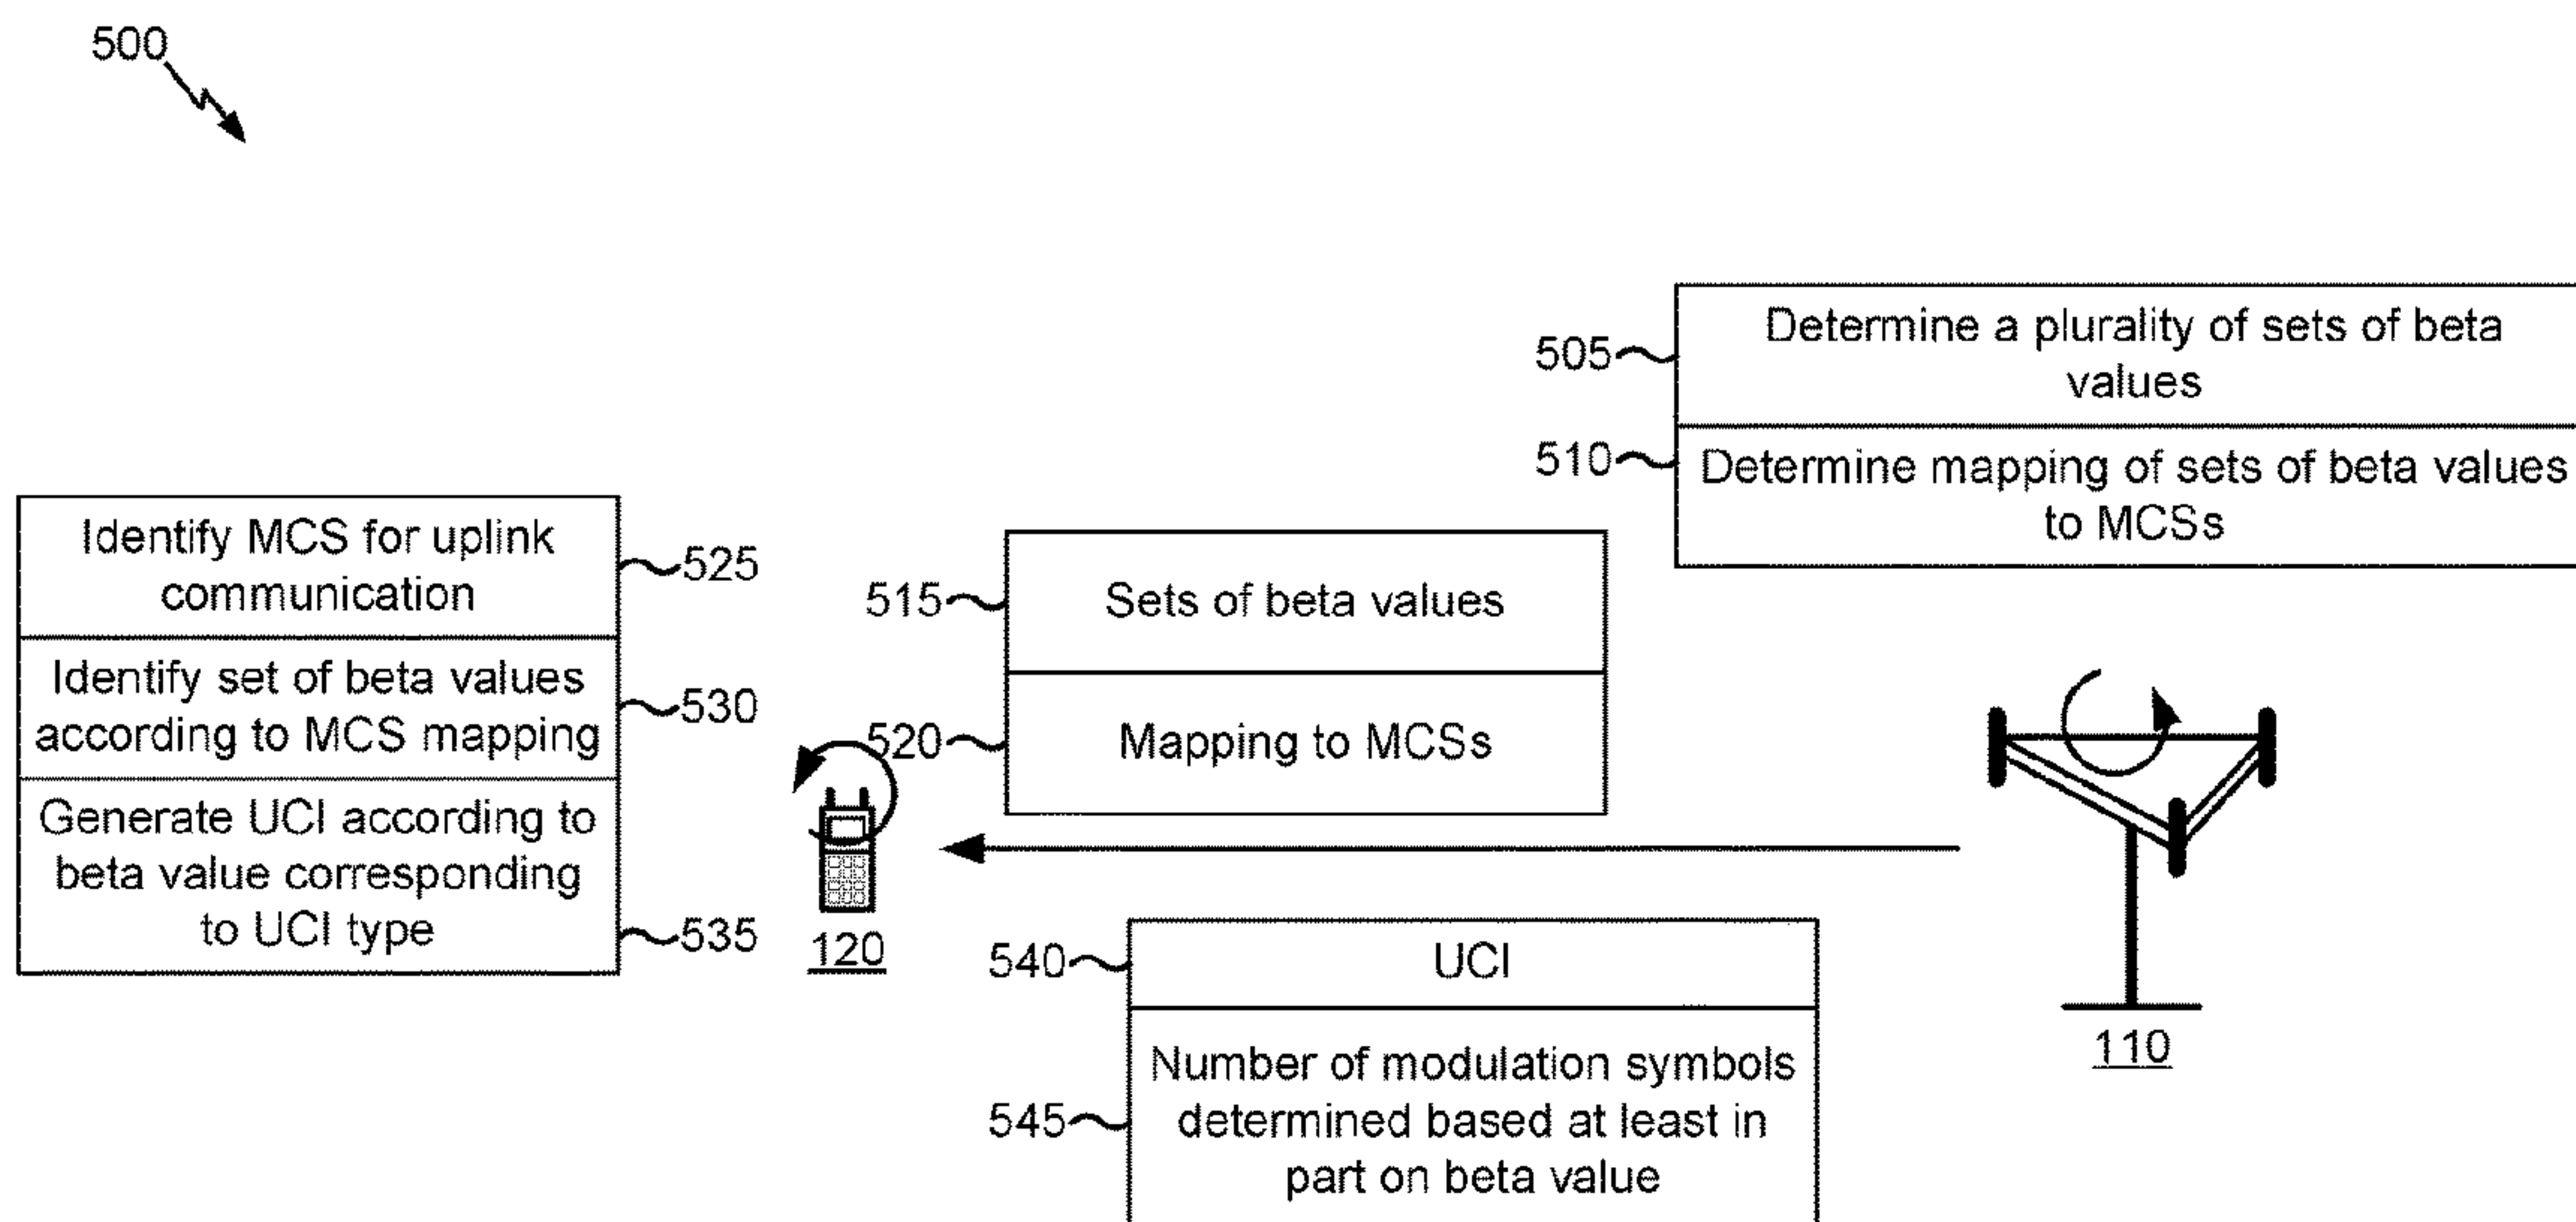 500
505
Determine a plurality of sets of beta
values
510
Determine mapping of sets of beta values
to MCSs
Identify MCS for uplink
communication
525
Identify set of beta values
according to MCS mapping
530
Generate UCI according to
beta value corresponding
to UCI type
535
515
Sets of beta values
520
Mapping to MCSs
120
110
540
UCI
545
Number of modulation symbols
determined based at least in
part on beta value